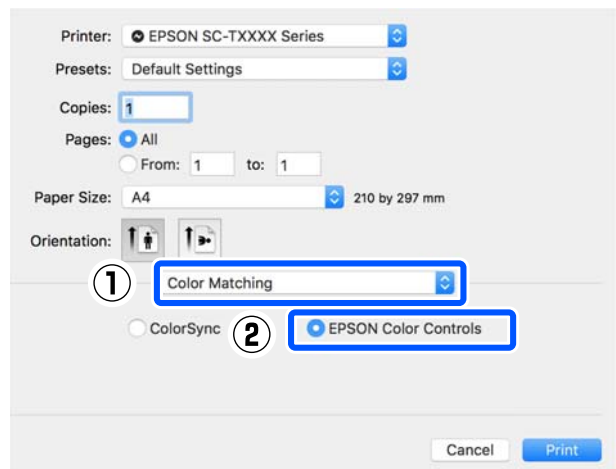 Printer: EPSON SC-TXXXX Series
Presets: Default Settings
Copies: 1
Pages: All
From: 1 to: 1
Paper Size: A4 210 by 297 mm
Orientation:
① Color Matching
ColorSync ② EPSON Color Controls
Cancel Print